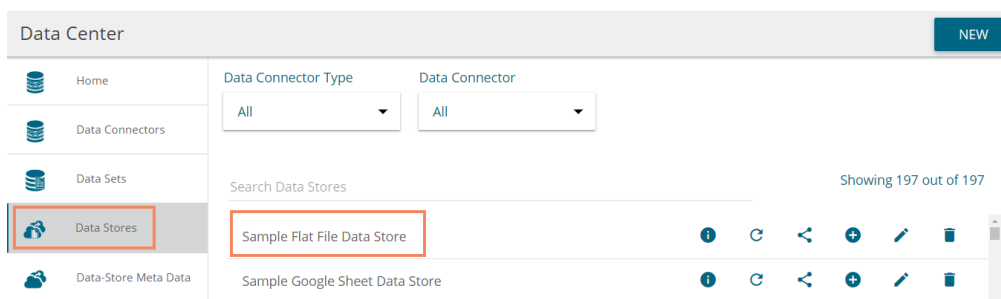 Data Center
NEW
Home
Data Connectors
Data Sets
Data Stores
Data-Store Meta Data
Data Connector Type
Data Connector
All
All
Search Data Stores
Showing 197 out of 197
Sample Flat File Data Store
Sample Google Sheet Data Store